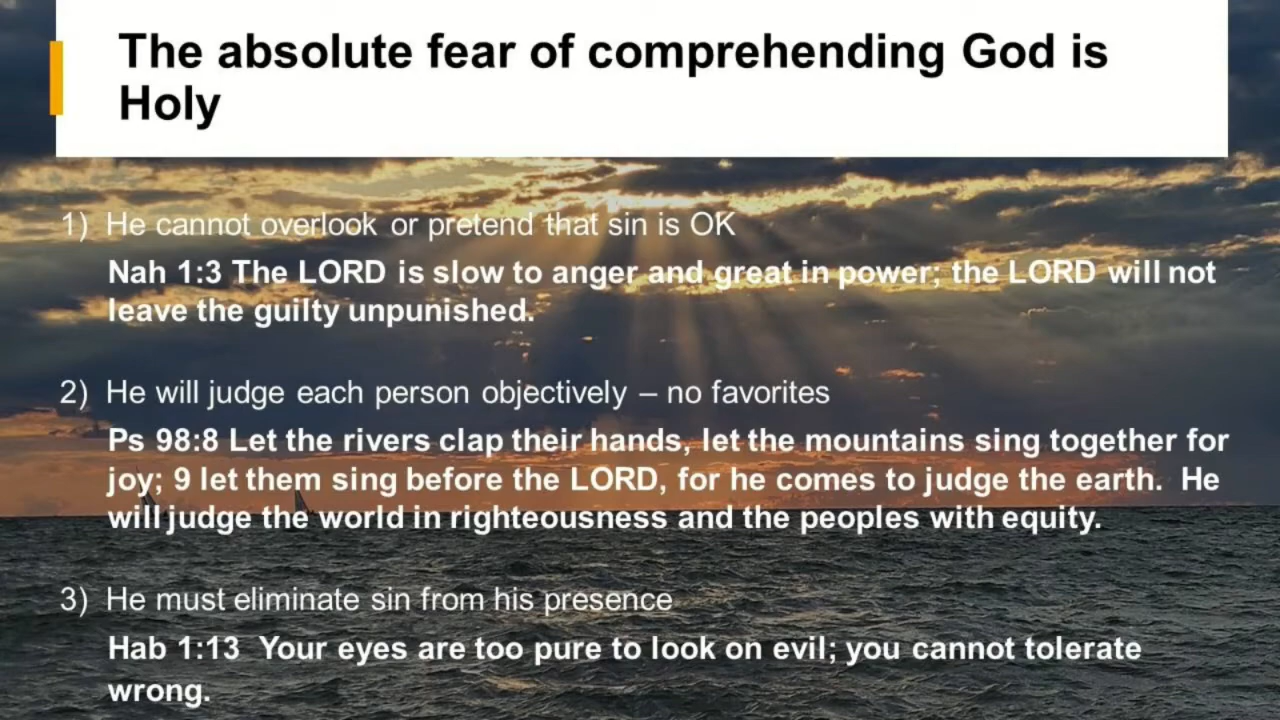 The absolute fear of comprehending God is
Holy
1) He cannot overlook or pretend that sin is OK
Nah 1:3 The LORD is slow to anger and great in power; the LORD will not
leave the guilty unpunished.
2) He will judge each person objectively – no favorites
Ps 98:8 Let the rivers clap their hands, let the mountains sing together for
joy; 9 let them sing before the LORD, for he comes to judge the earth. He
will judge the world in righteousness and the peoples with equity.
3) He must eliminate sin from his presence
Hab 1:13 Your eyes are too pure to look on evil; you cannot tolerate
wrong.